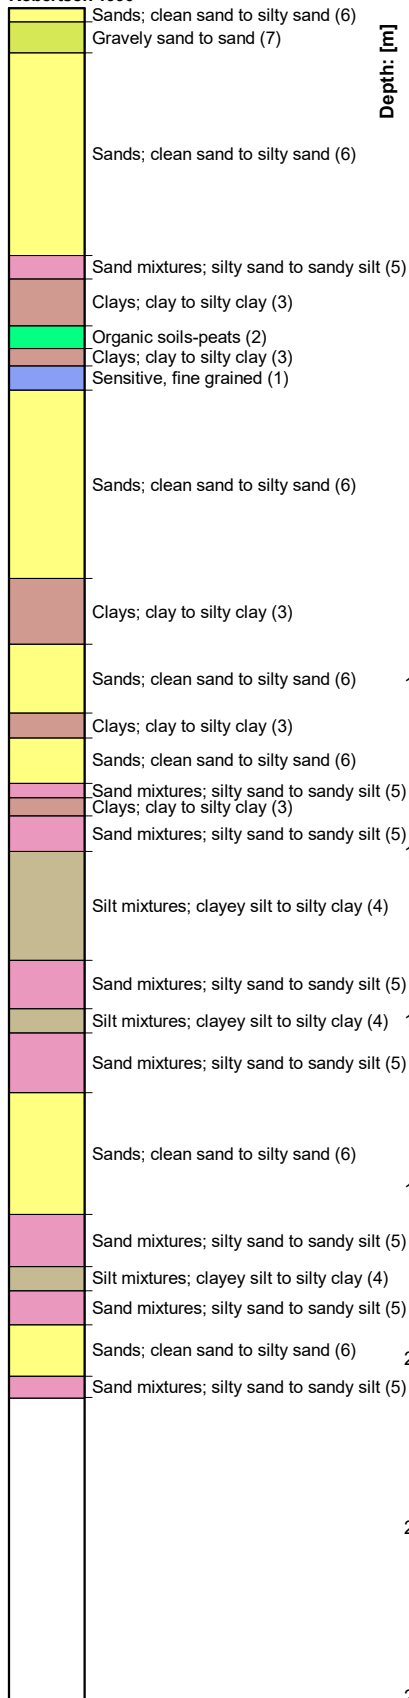 Sands; clean sand to silty sand (6)
Gravely sand to sand (7)
Depth: [m]
Sands; clean sand to silty sand (6)
Sand mixtures; silty sand to sandy silt (5)
Clays; clay to silty clay (3)
Organic soils-peats (2)
Clays; clay to silty clay (3)
Sensitive, fine grained (1)
Sands; clean sand to silty sand (6)
Clays; clay to silty clay (3)
Sands; clean sand to silty sand (6)
Clays; clay to silty clay (3)
Sands; clean sand to silty sand (6)
Sand mixtures; silty sand to sandy silt (5)
Clays; clay to silty clay (3)
Sand mixtures; silty sand to sandy silt (5)
Silt mixtures; clayey silt to silty clay (4)
Sand mixtures; silty sand to sandy silt (5)
Silt mixtures; clayey silt to silty clay (4)
Sand mixtures; silty sand to sandy silt (5)
Sands; clean sand to silty sand (6)
Sand mixtures; silty sand to sandy silt (5)
Silt mixtures; clayey silt to silty clay (4)
Sand mixtures; silty sand to sandy silt (5)
Sands; clean sand to silty sand (6)
Sand mixtures; silty sand to sandy silt (5)